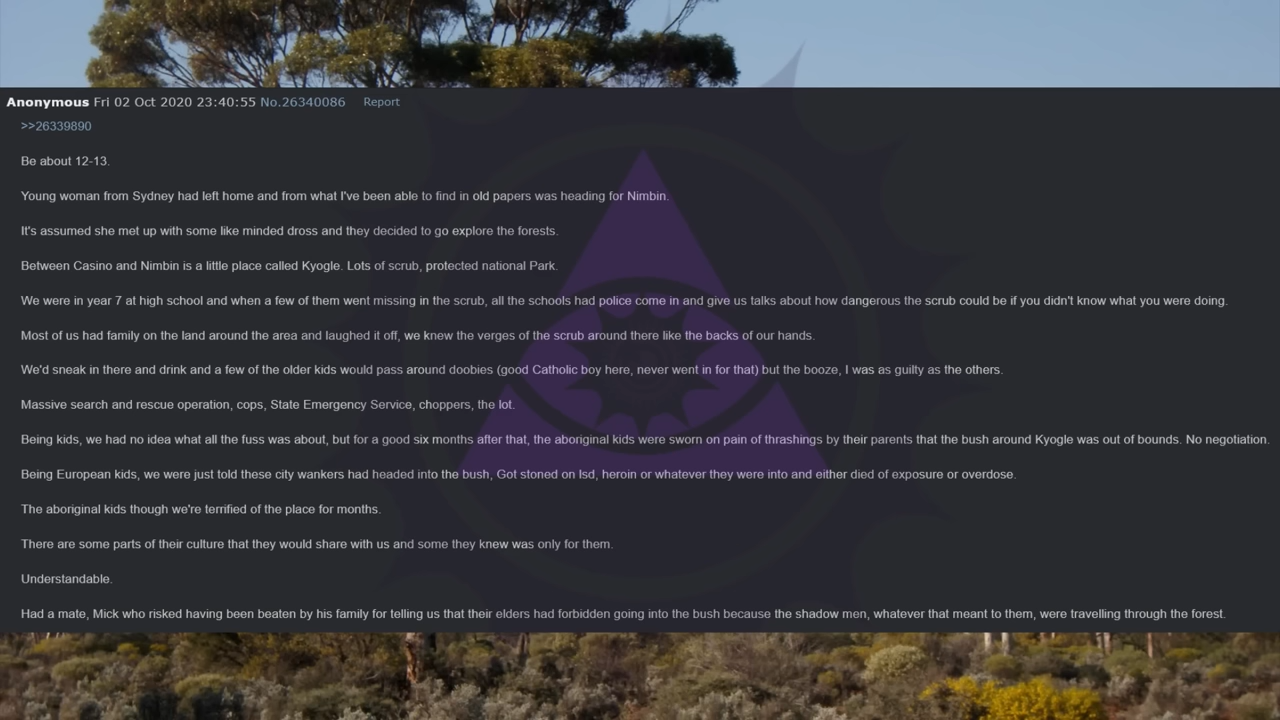 Anonymous Fri 02 Oct 2020 23:40:55 No.26340086 Report
>>26339890
Be about 12-13.
Young woman from Sydney had left home and from what I've been able to find in old papers was heading for Nimbin.
It's assumed she met up with some like minded dross and they decided to go explore the forests.
Between Casino and Nimbin is a little place called Kyogle. Lots of scrub, protected national Park.
We were in year 7 at high school and when a few of them went missing in the scrub, all the schools had police come in and give us talks about how dangerous the scrub could be if you didn't know what you were doing.
Most of us had family on the land around the area and laughed it off, we knew the verges of the scrub around there like the backs of our hands.
We'd sneak in there and drink and a few of the older kids would pass around doobies (good Catholic boy here, never went in for that) but the booze, I was as guilty as the others.
Massive search and rescue operation, cops, State Emergency Service, choppers, the lot.
Being kids, we had no idea what all the fuss was about, but for a good six months after that, the aboriginal kids were sworn on pain of thrashings by their parents that the bush around Kyogle was out of bounds. No negotiation.
Being European kids, we were just told these city wankers had headed into the bush, Got stoned on lsd, heroin or whatever they were into and either died of exposure or overdose.
The aboriginal kids though we're terrified of the place for months.
There are some parts of their culture that they would share with us and some they knew was only for them.
Understandable.
Had a mate, Mick who risked having been beaten by his family for telling us that their elders had forbidden going into the bush because the shadow men, whatever that meant to them, were travelling through the forest.